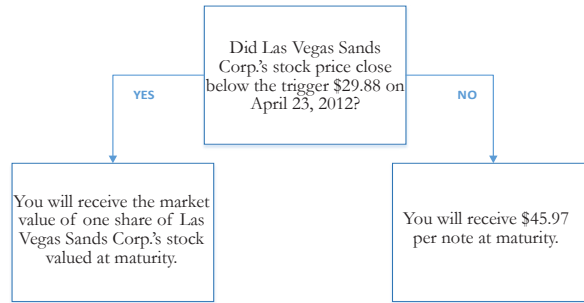 Did Las Vegas Sands
Corp.'s stock price close
below the trigger $29.88 on
April 23, 2012?
YES
NO
You will receive the market
value of one share of Las
Vegas Sands Corp.'s stock
valued at maturity.
You will receive $45.97
per note at maturity.